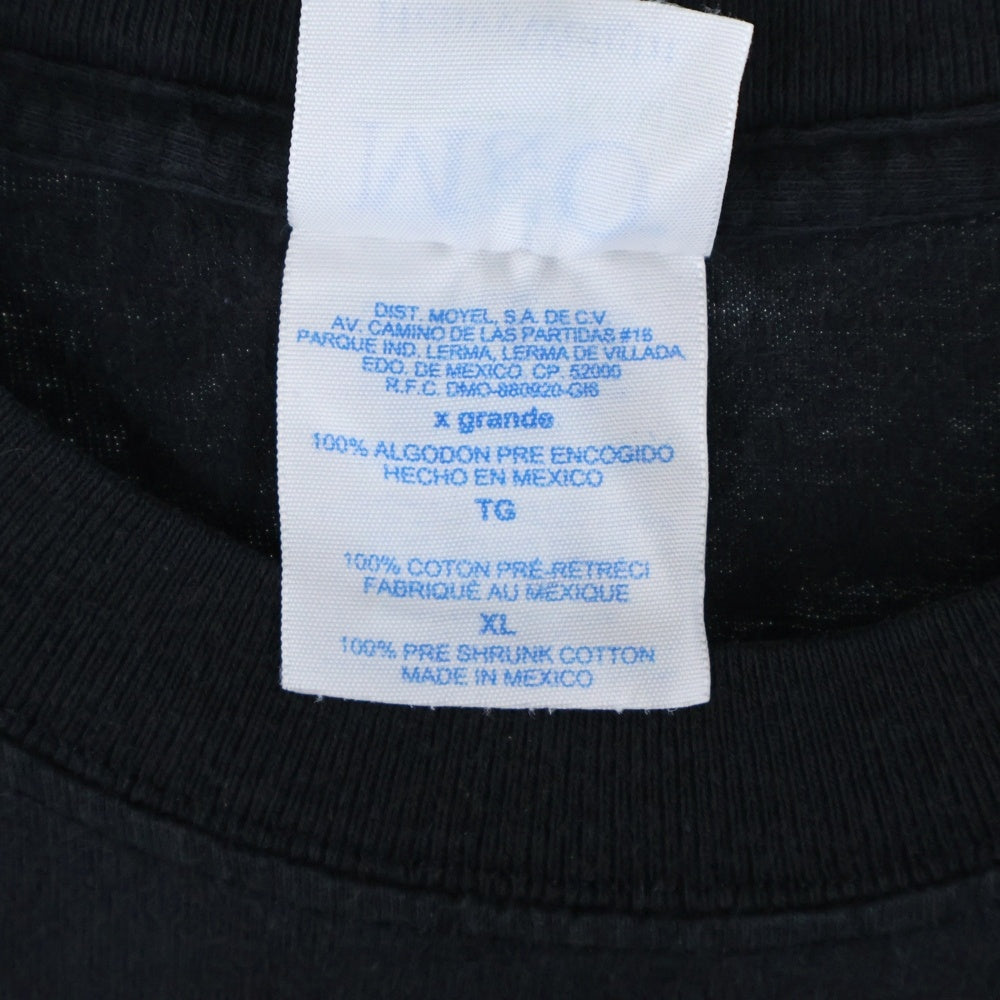 DIST. MOYEL, S.A. DE C.V.
AV. CAMINO DE LAS PARTIDAS #15
PARQUE IND. LERMA, LERMA DE VILLADA
EDO. DE MEXICO CP. 52000
R.F.C. DMO-880920-GI6
x grande
100% ALGODON PRE ENCOGIDO
HECHO EN MEXICO
TG
100% COTON PRÉ-RÉTRÉCI
FABRIQUÉ AU MEXIQUE
XL
100% PRE SHRUNK COTTON
MADE IN MEXICO